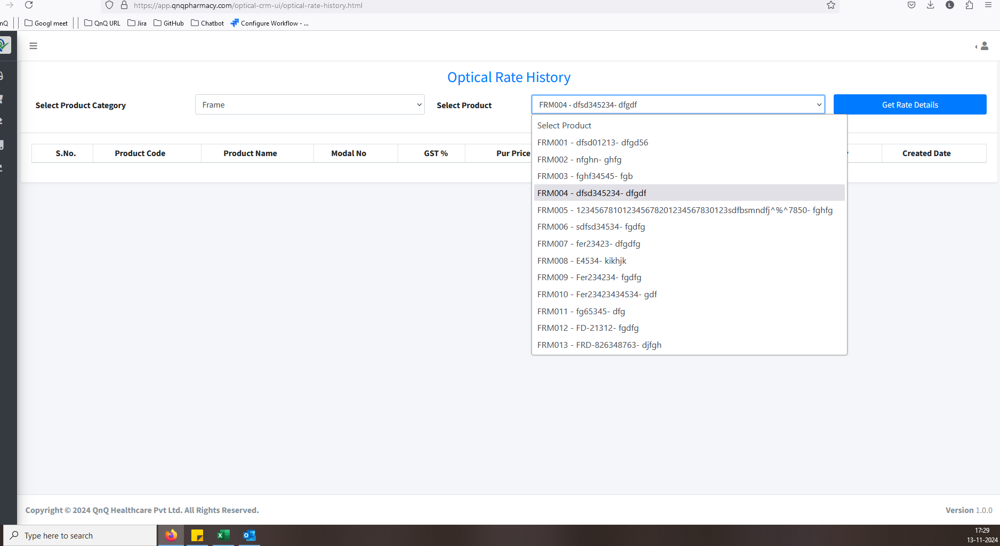 https://app.qnqpharmacy.com/optical-crm-ui/optical-rate-history.html
L
nQ Googl meet QnQ URL Jira GitHub Chatbot Configure Workflow - ...
Optical Rate History
Select Product Category Frame Select Product FRM004 - dfsd345234- dfgdf Get Rate Details
Select Product
FRM001 - dfsd01213- dfgd56
S.No. Product Code Product Name Modal No GST % Pur Price Created Date
FRM002 - nfghn- ghfg
FRM003 - fghf34545- fgb
FRM004 - dfsd345234- dfgdf
FRM005 - 123456781012345678201234567830123sdfbsmndfj^%^7850- fghfg
FRM006 - sdfsd34534- fgdfg
FRM007 - fer23423- dfgdfg
FRM008 - E4534- kikhjk
FRM009 - Fer234234- fgdfg
FRM010 - Fer23423434534- gdf
FRM011 - fg65345- dfg
FRM012 - FD-21312- fgdfg
FRM013 - FRD-826348763- djfgh
Copyright © 2024 QnQ Healthcare Pvt Ltd. All Rights Reserved. Version 1.0.0
Type here to search
17:29
13-11-2024